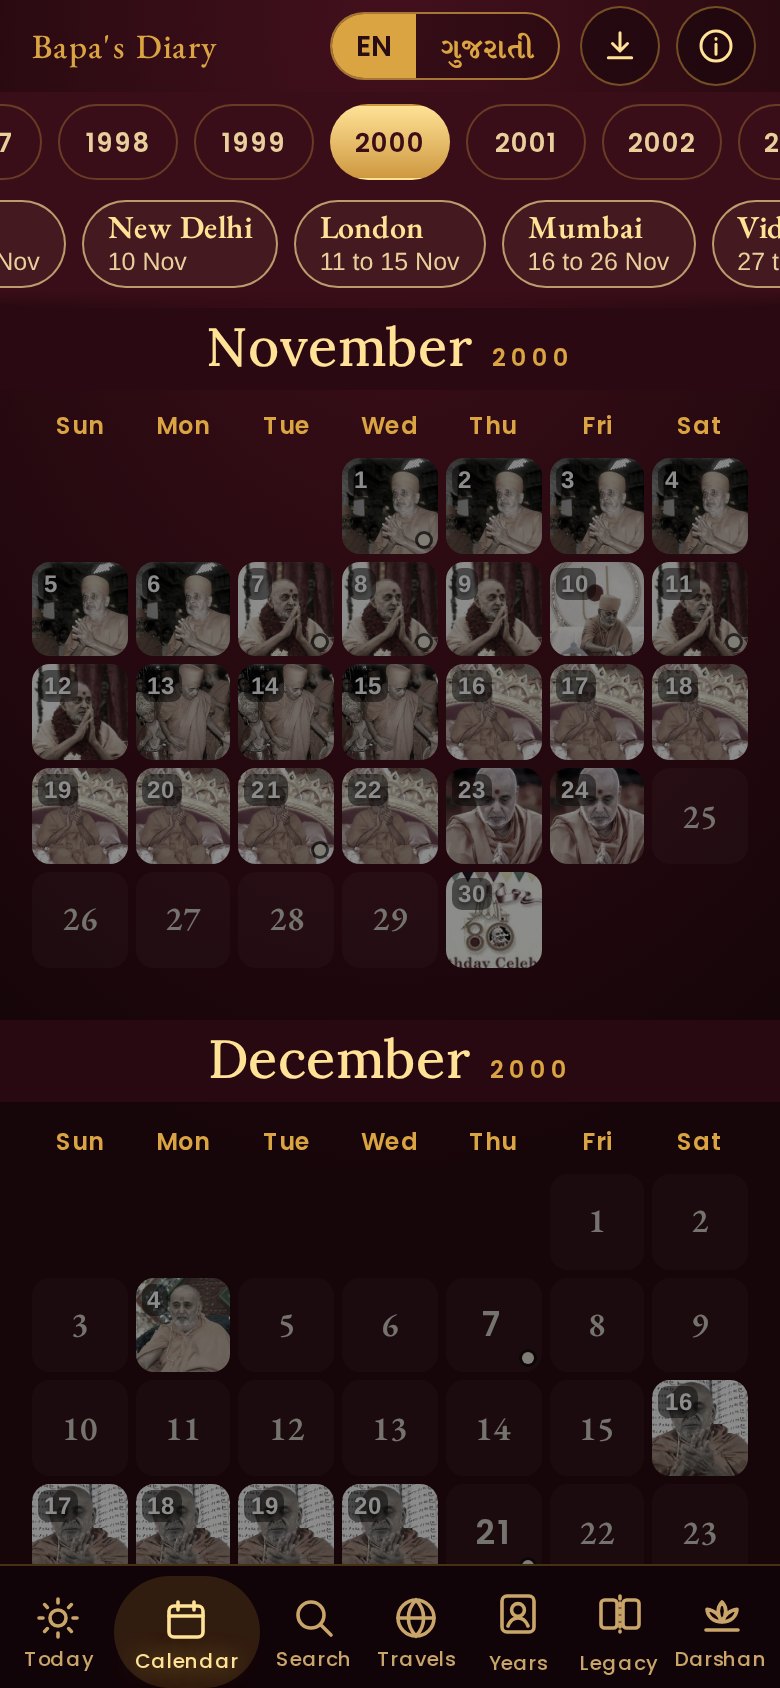 Bapa's Diary EN ગુજરાતી
7 1998 1999 2000 2001 2002 2
New Delhi London Mumbai Vid
Nov 10 Nov 11 to 15 Nov 16 to 26 Nov 27 t
November 2000
Sun Mon Tue Wed Thu Fri Sat
1 2 3 4
5 6 7 8 9 10 11
12 13 14 15 16 17 18
19 20 21 22 23 24 25
26 27 28 29 30
80
hday Celeb
December 2000
Sun Mon Tue Wed Thu Fri Sat
1 2
3 4 5 6 7 8 9
10 11 12 13 14 15 16
17 18 19 20 21 22 23
Today Calendar Search Travels Years Legacy Darshan